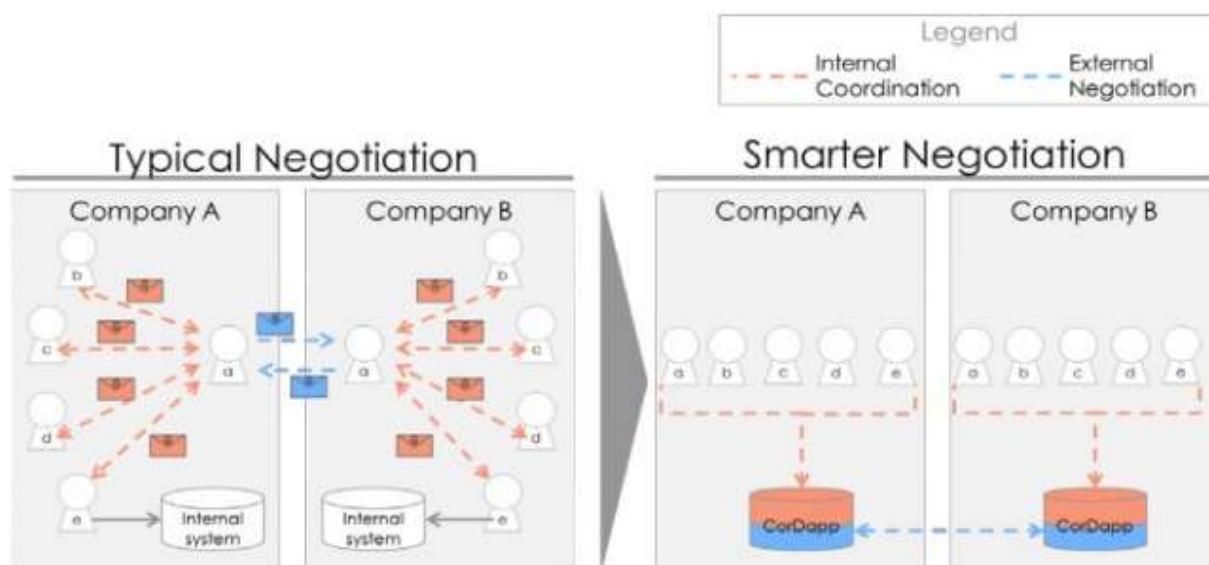 Legend
Internal Coordination
External Negotiation
Typical Negotiation
Smarter Negotiation
Company A
Company B
Company A
Company B
b
b
c
a
a
c
d
d
e
Internal
system
Internal
system
e
a
b
c
d
e
a
b
c
d
e
CorDapp
CorDapp